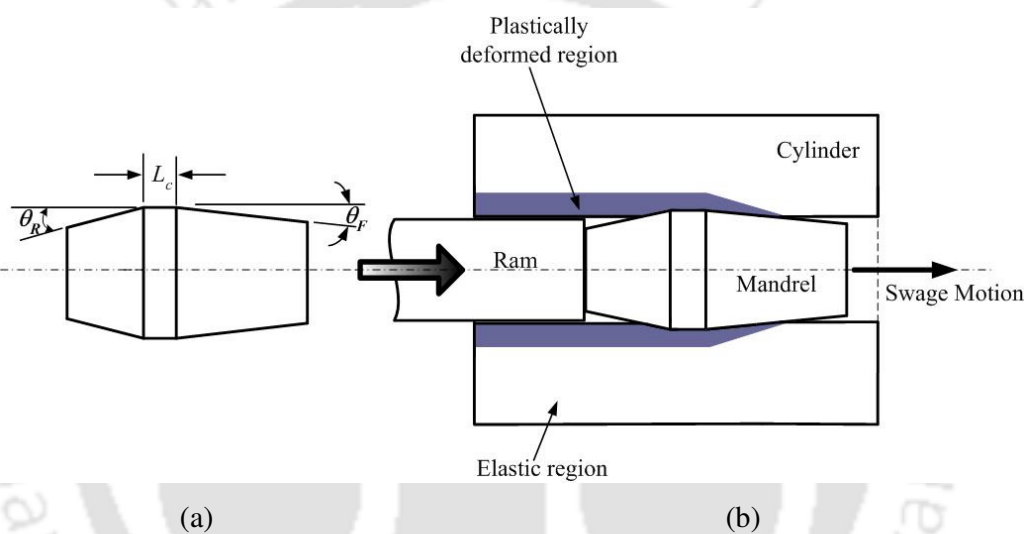 Plastically
deformed region
Cylinder
L_c
θ_R
θ_F
Ram
Mandrel
Swage Motion
Elastic region
(a)
(b)